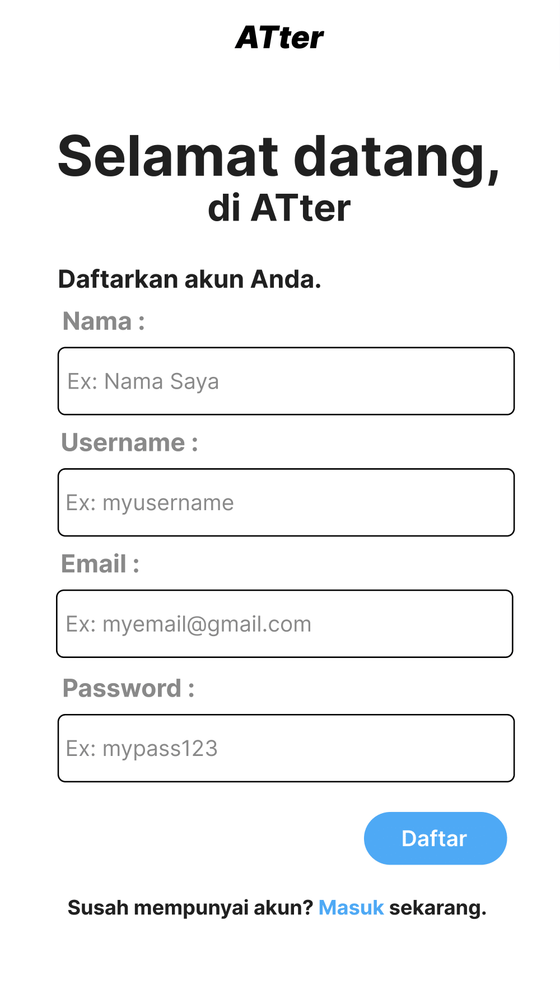 ATter
Selamat datang,
di ATter
Daftarkan akun Anda.
Nama :
Ex: Nama Saya
Username :
Ex: myusername
Email :
Ex: myemail@gmail.com
Password :
Ex: mypass123
Daftar
Susah mempunyai akun? Masuk sekarang.